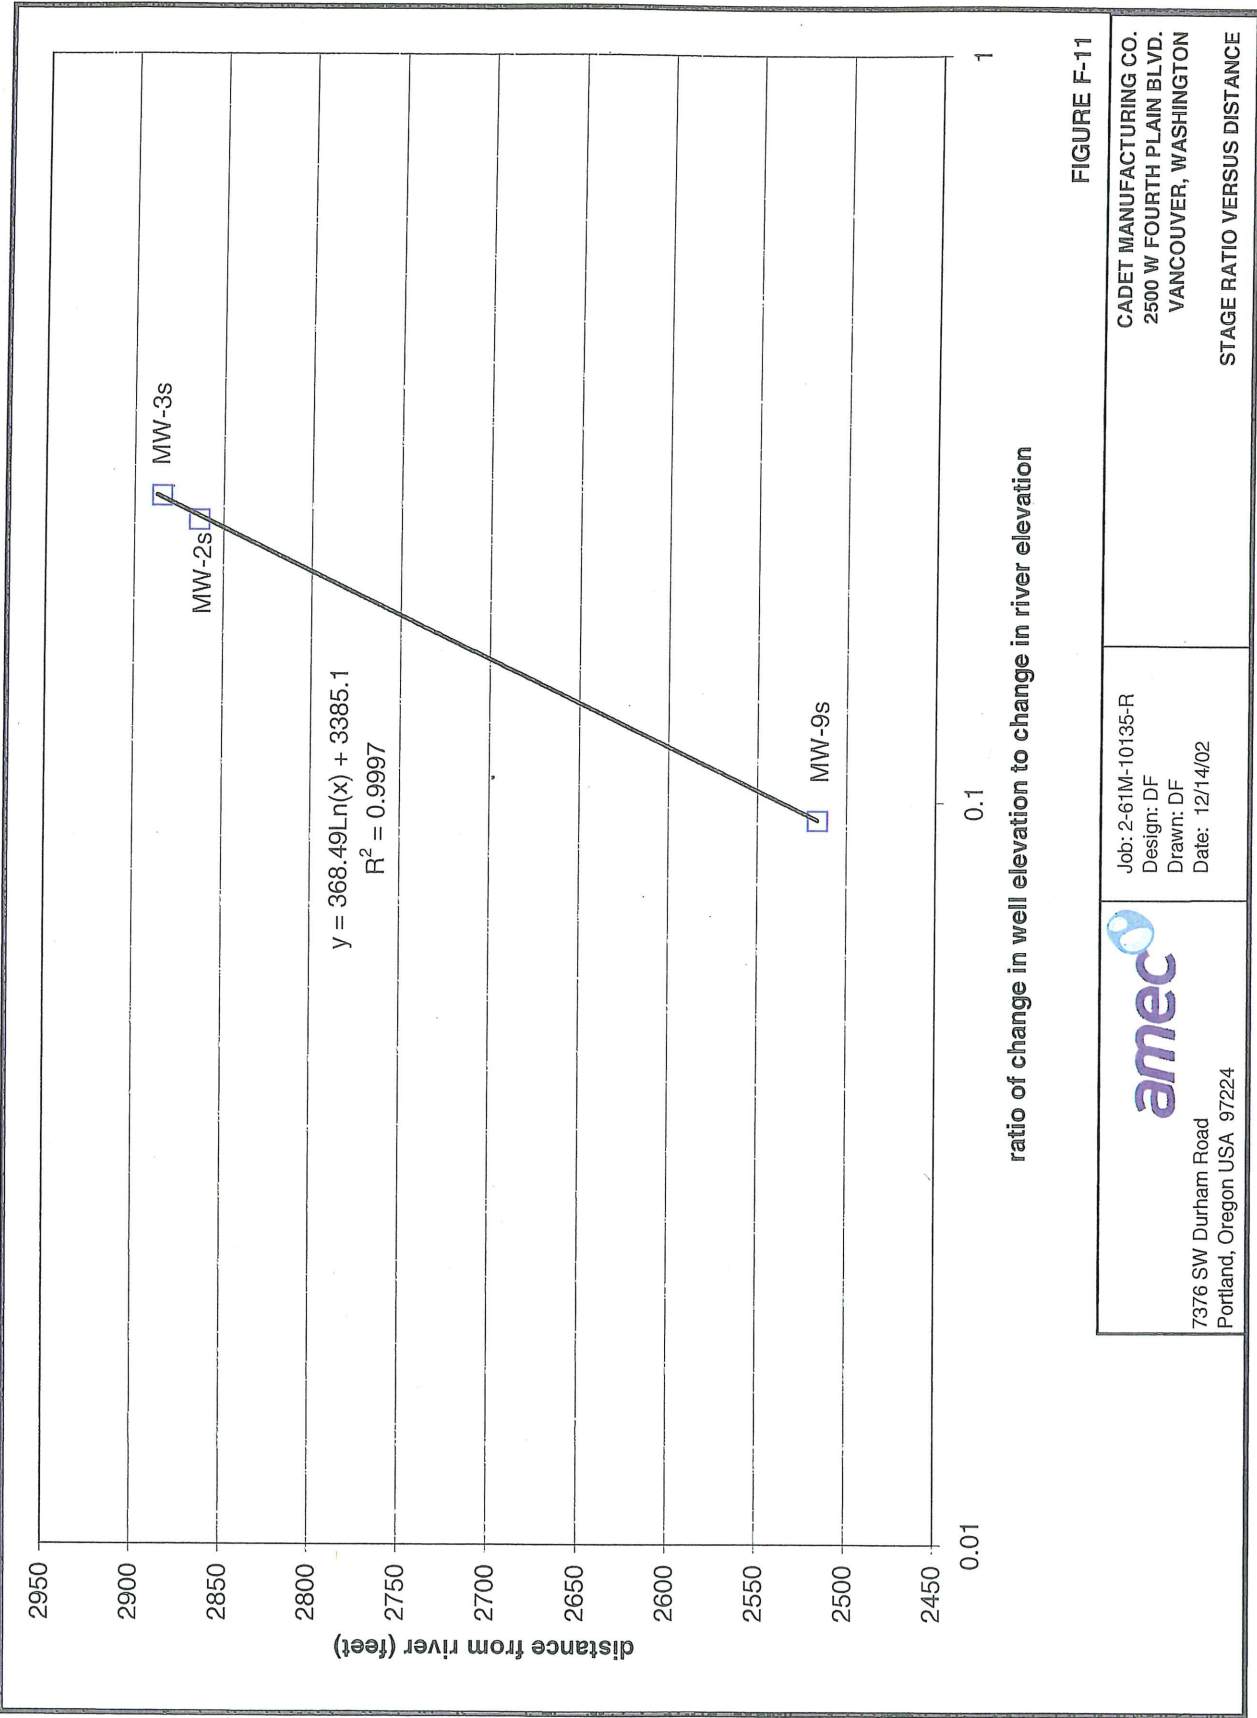 2950
2900
2850
2800
2750
2700
2650
2600
2550
2500
2450
distance from river (feet)
0.01
0.1
1
ratio of change in well elevation to change in river elevation
MW-3s
MW-2s
MW-9s
y = 368.49Ln(x) + 3385.1
R² = 0.9997
FIGURE F-11
amec
7376 SW Durham Road
Portland, Oregon USA 97224
Job: 2-61M-10135-R
Design: DF
Drawn: DF
Date: 12/14/02
CADET MANUFACTURING CO.
2500 W FOURTH PLAIN BLVD.
VANCOUVER, WASHINGTON
STAGE RATIO VERSUS DISTANCE